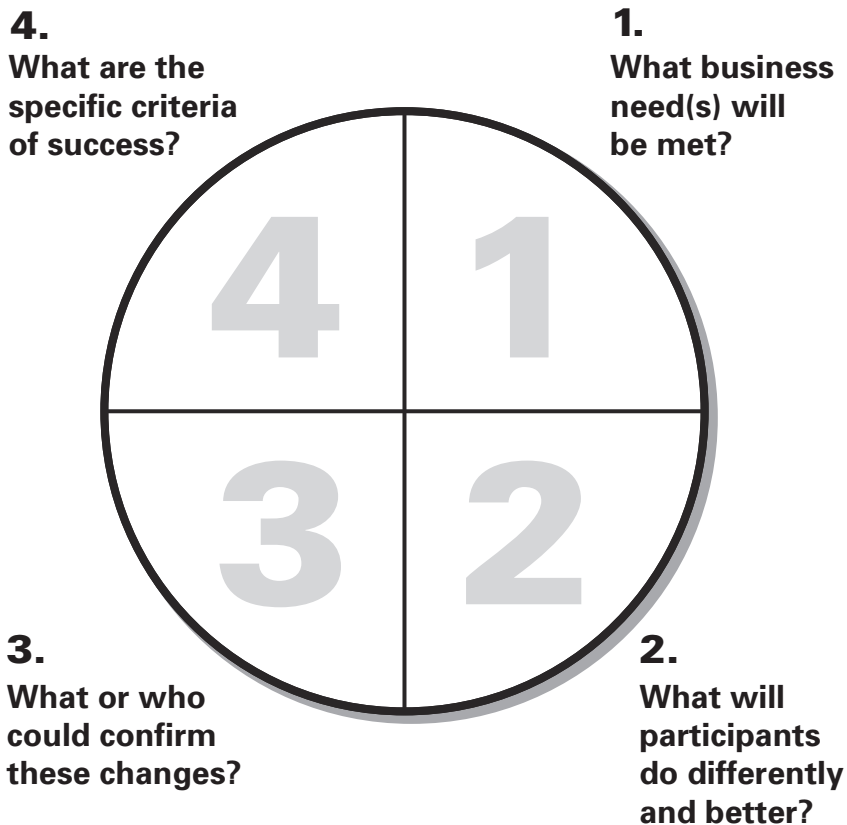 4.
What are the
specific criteria
of success?
1.
What business
need(s) will
be met?
4
1
3
2
3.
What or who
could confirm
these changes?
2.
What will
participants
do differently
and better?